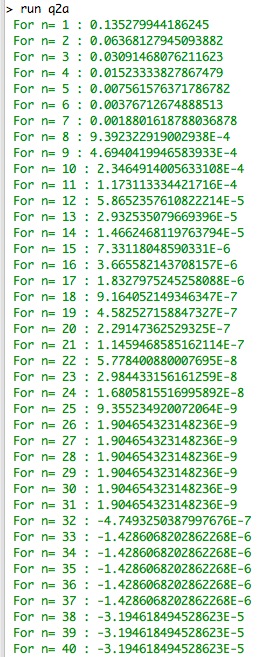 > run q2a
For n= 1 : 0.135279944186245
For n= 2 : 0.06368127945093882
For n= 3 : 0.03091468076211623
For n= 4 : 0.01523333827867479
For n= 5 : 0.007561576371786782
For n= 6 : 0.00376712674888513
For n= 7 : 0.0018801618788036878
For n= 8 : 9.3923229919002938E-4
For n= 9 : 4.6940419946583933E-4
For n= 10 : 2.3464914005633108E-4
For n= 11 : 1.173113334421716E-4
For n= 12 : 5.8652357610822214E-5
For n= 13 : 2.932535079669396E-5
For n= 14 : 1.4662468119763794E-5
For n= 15 : 7.33118048590331E-6
For n= 16 : 3.665582143708157E-6
For n= 17 : 1.8327975245258088E-6
For n= 18 : 9.164052149346347E-7
For n= 19 : 4.582527158847327E-7
For n= 20 : 2.29147362529325E-7
For n= 21 : 1.1459468585162114E-7
For n= 22 : 5.778400880007695E-8
For n= 23 : 2.984433156161259E-8
For n= 24 : 1.6805815516995892E-8
For n= 25 : 9.355234920072064E-9
For n= 26 : 1.904654323148236E-9
For n= 27 : 1.904654323148236E-9
For n= 28 : 1.904654323148236E-9
For n= 29 : 1.904654323148236E-9
For n= 30 : 1.904654323148236E-9
For n= 31 : 1.904654323148236E-9
For n= 32 : -4.7493250387997676E-7
For n= 33 : -1.4286068202862268E-6
For n= 34 : -1.4286068202862268E-6
For n= 35 : -1.4286068202862268E-6
For n= 36 : -1.4286068202862268E-6
For n= 37 : -1.4286068202862268E-6
For n= 38 : -3.194618494528623E-5
For n= 39 : -3.194618494528623E-5
For n= 40 : -3.194618494528623E-5